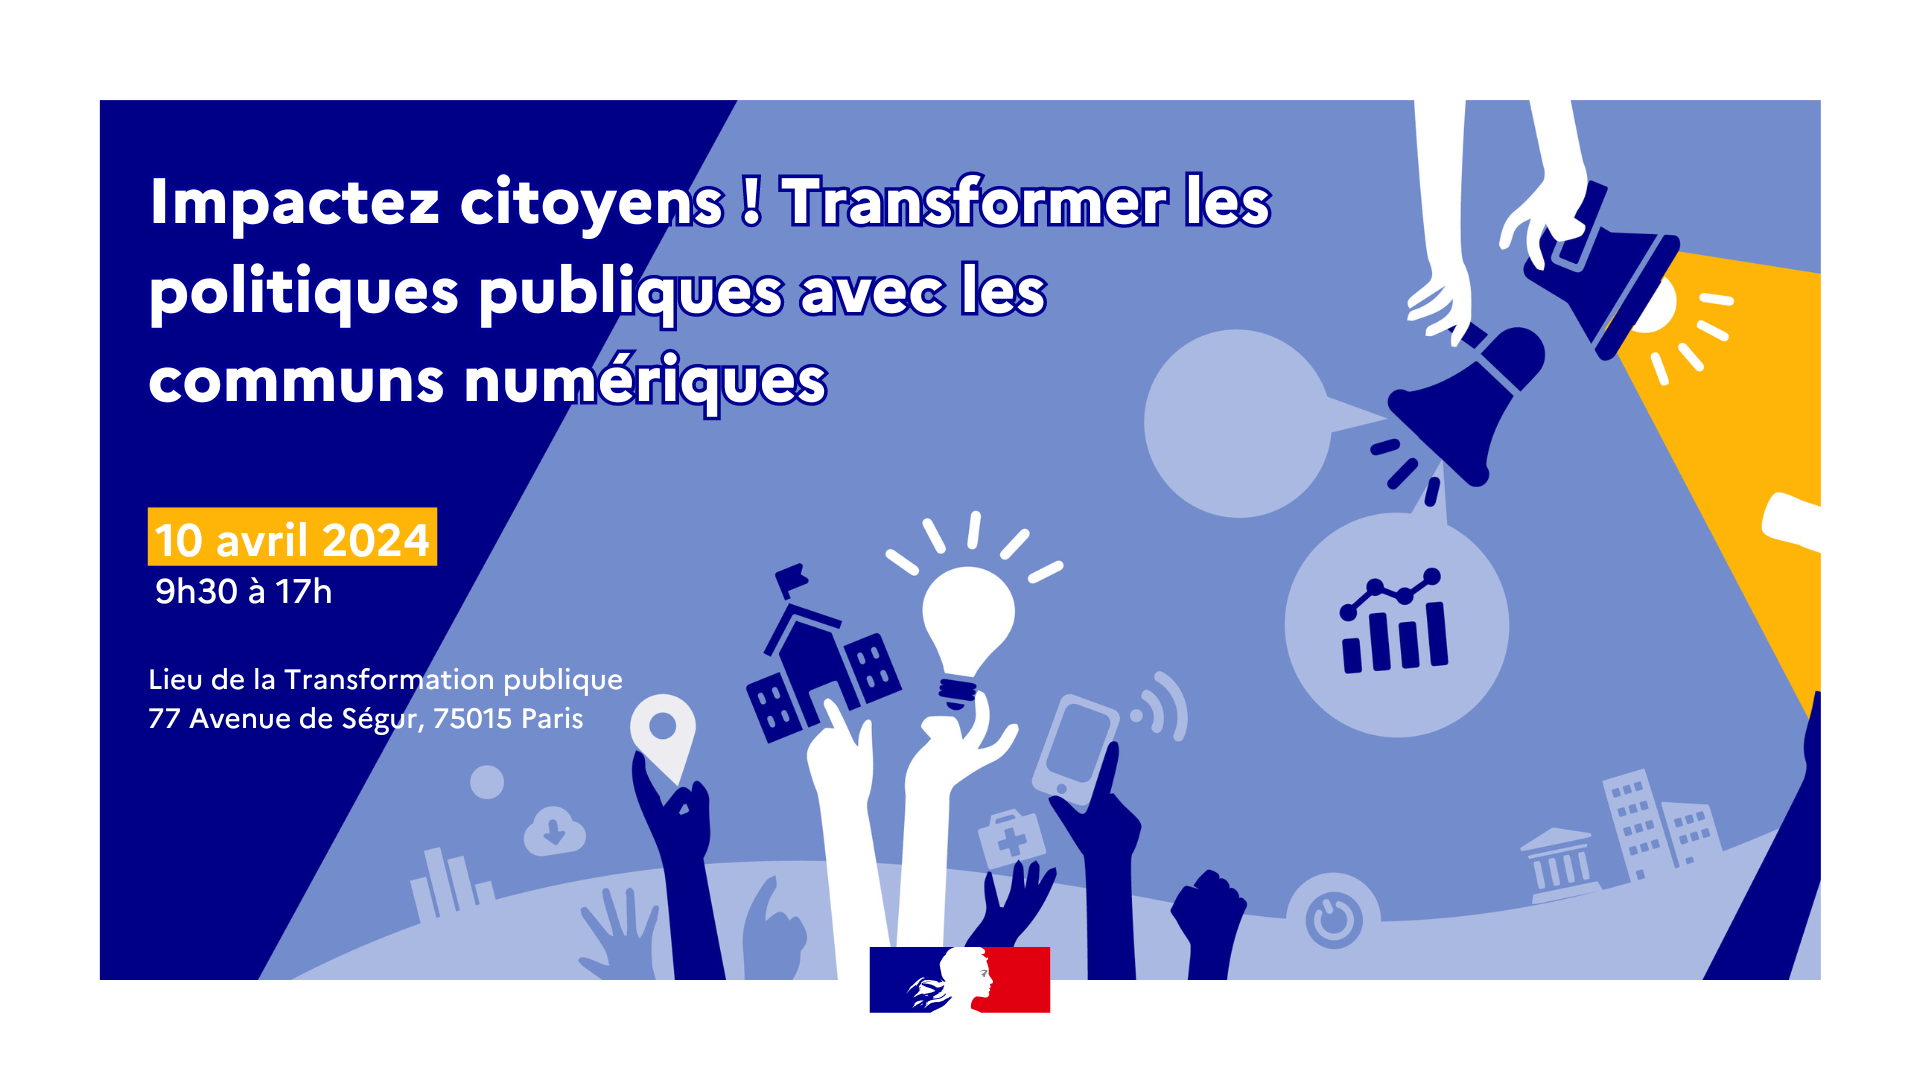 Impactez citoyens ! Transformer les
politiques publiques avec les
communs numériques
10 avril 2024
9h30 à 17h
Lieu de la Transformation publique
77 Avenue de Ségur, 75015 Paris